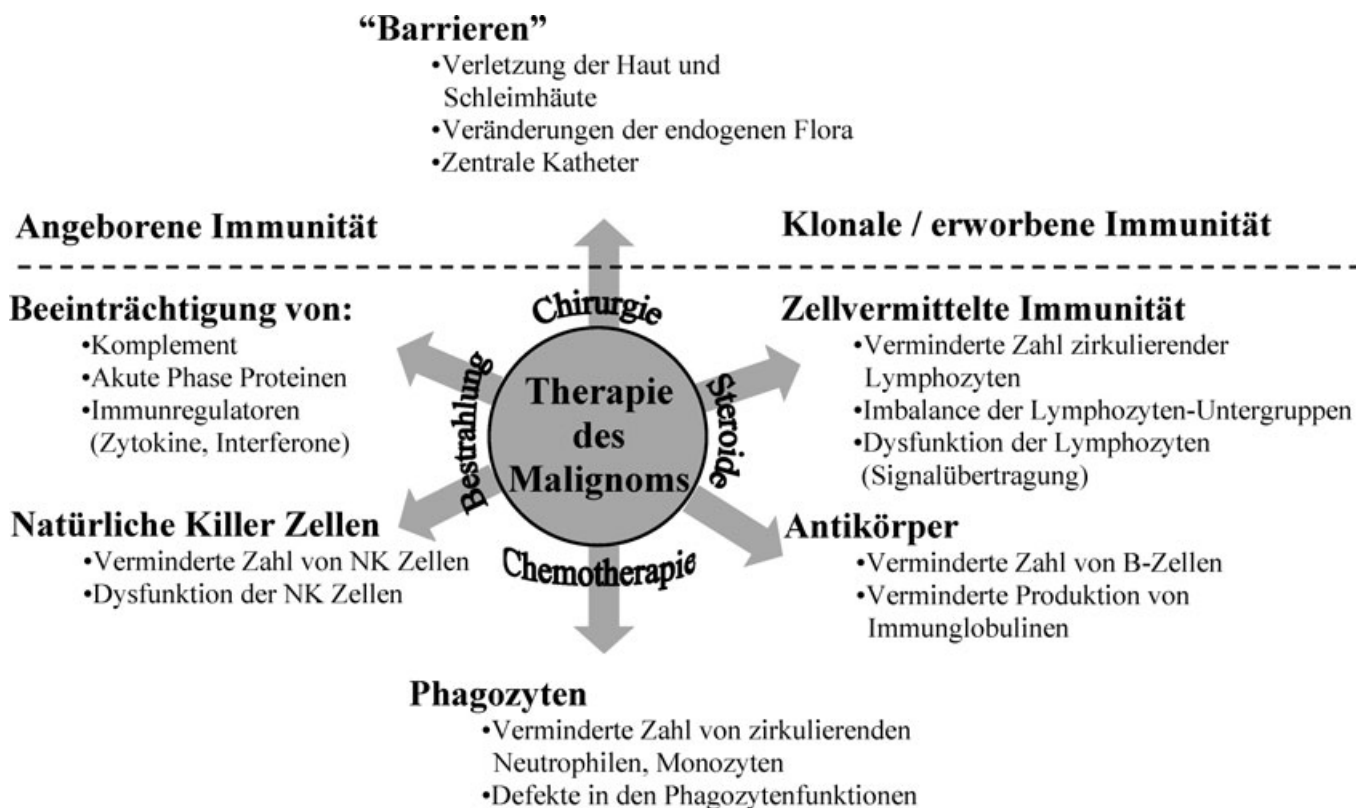 “Barrieren”
•Verletzung der Haut und
Schleimhäute
•Veränderungen der endogenen Flora
•Zentrale Katheter
Angeborene Immunität
Klonale / erworbene Immunität
Beeinträchtigung von:
•Komplement
•Akute Phase Proteinen
•Immunregulatoren
(Zytokine, Interferone)
Natürliche Killer Zellen
•Verminderte Zahl von NK Zellen
•Dysfunktion der NK Zellen
Chirurgie
Bestrahlung
Therapie
des
Malignoms
Steroide
Chemotherapie
Zellvermittelte Immunität
•Verminderte Zahl zirkulierender
Lymphozyten
•Imbalance der Lymphozyten-Untergruppen
•Dysfunktion der Lymphozyten
(Signalübertragung)
Antikörper
•Verminderte Zahl von B-Zellen
•Verminderte Produktion von
Immunglobulinen
Phagozyten
•Verminderte Zahl von zirkulierenden
Neutrophilen, Monozyten
•Defekte in den Phagozytenfunktionen